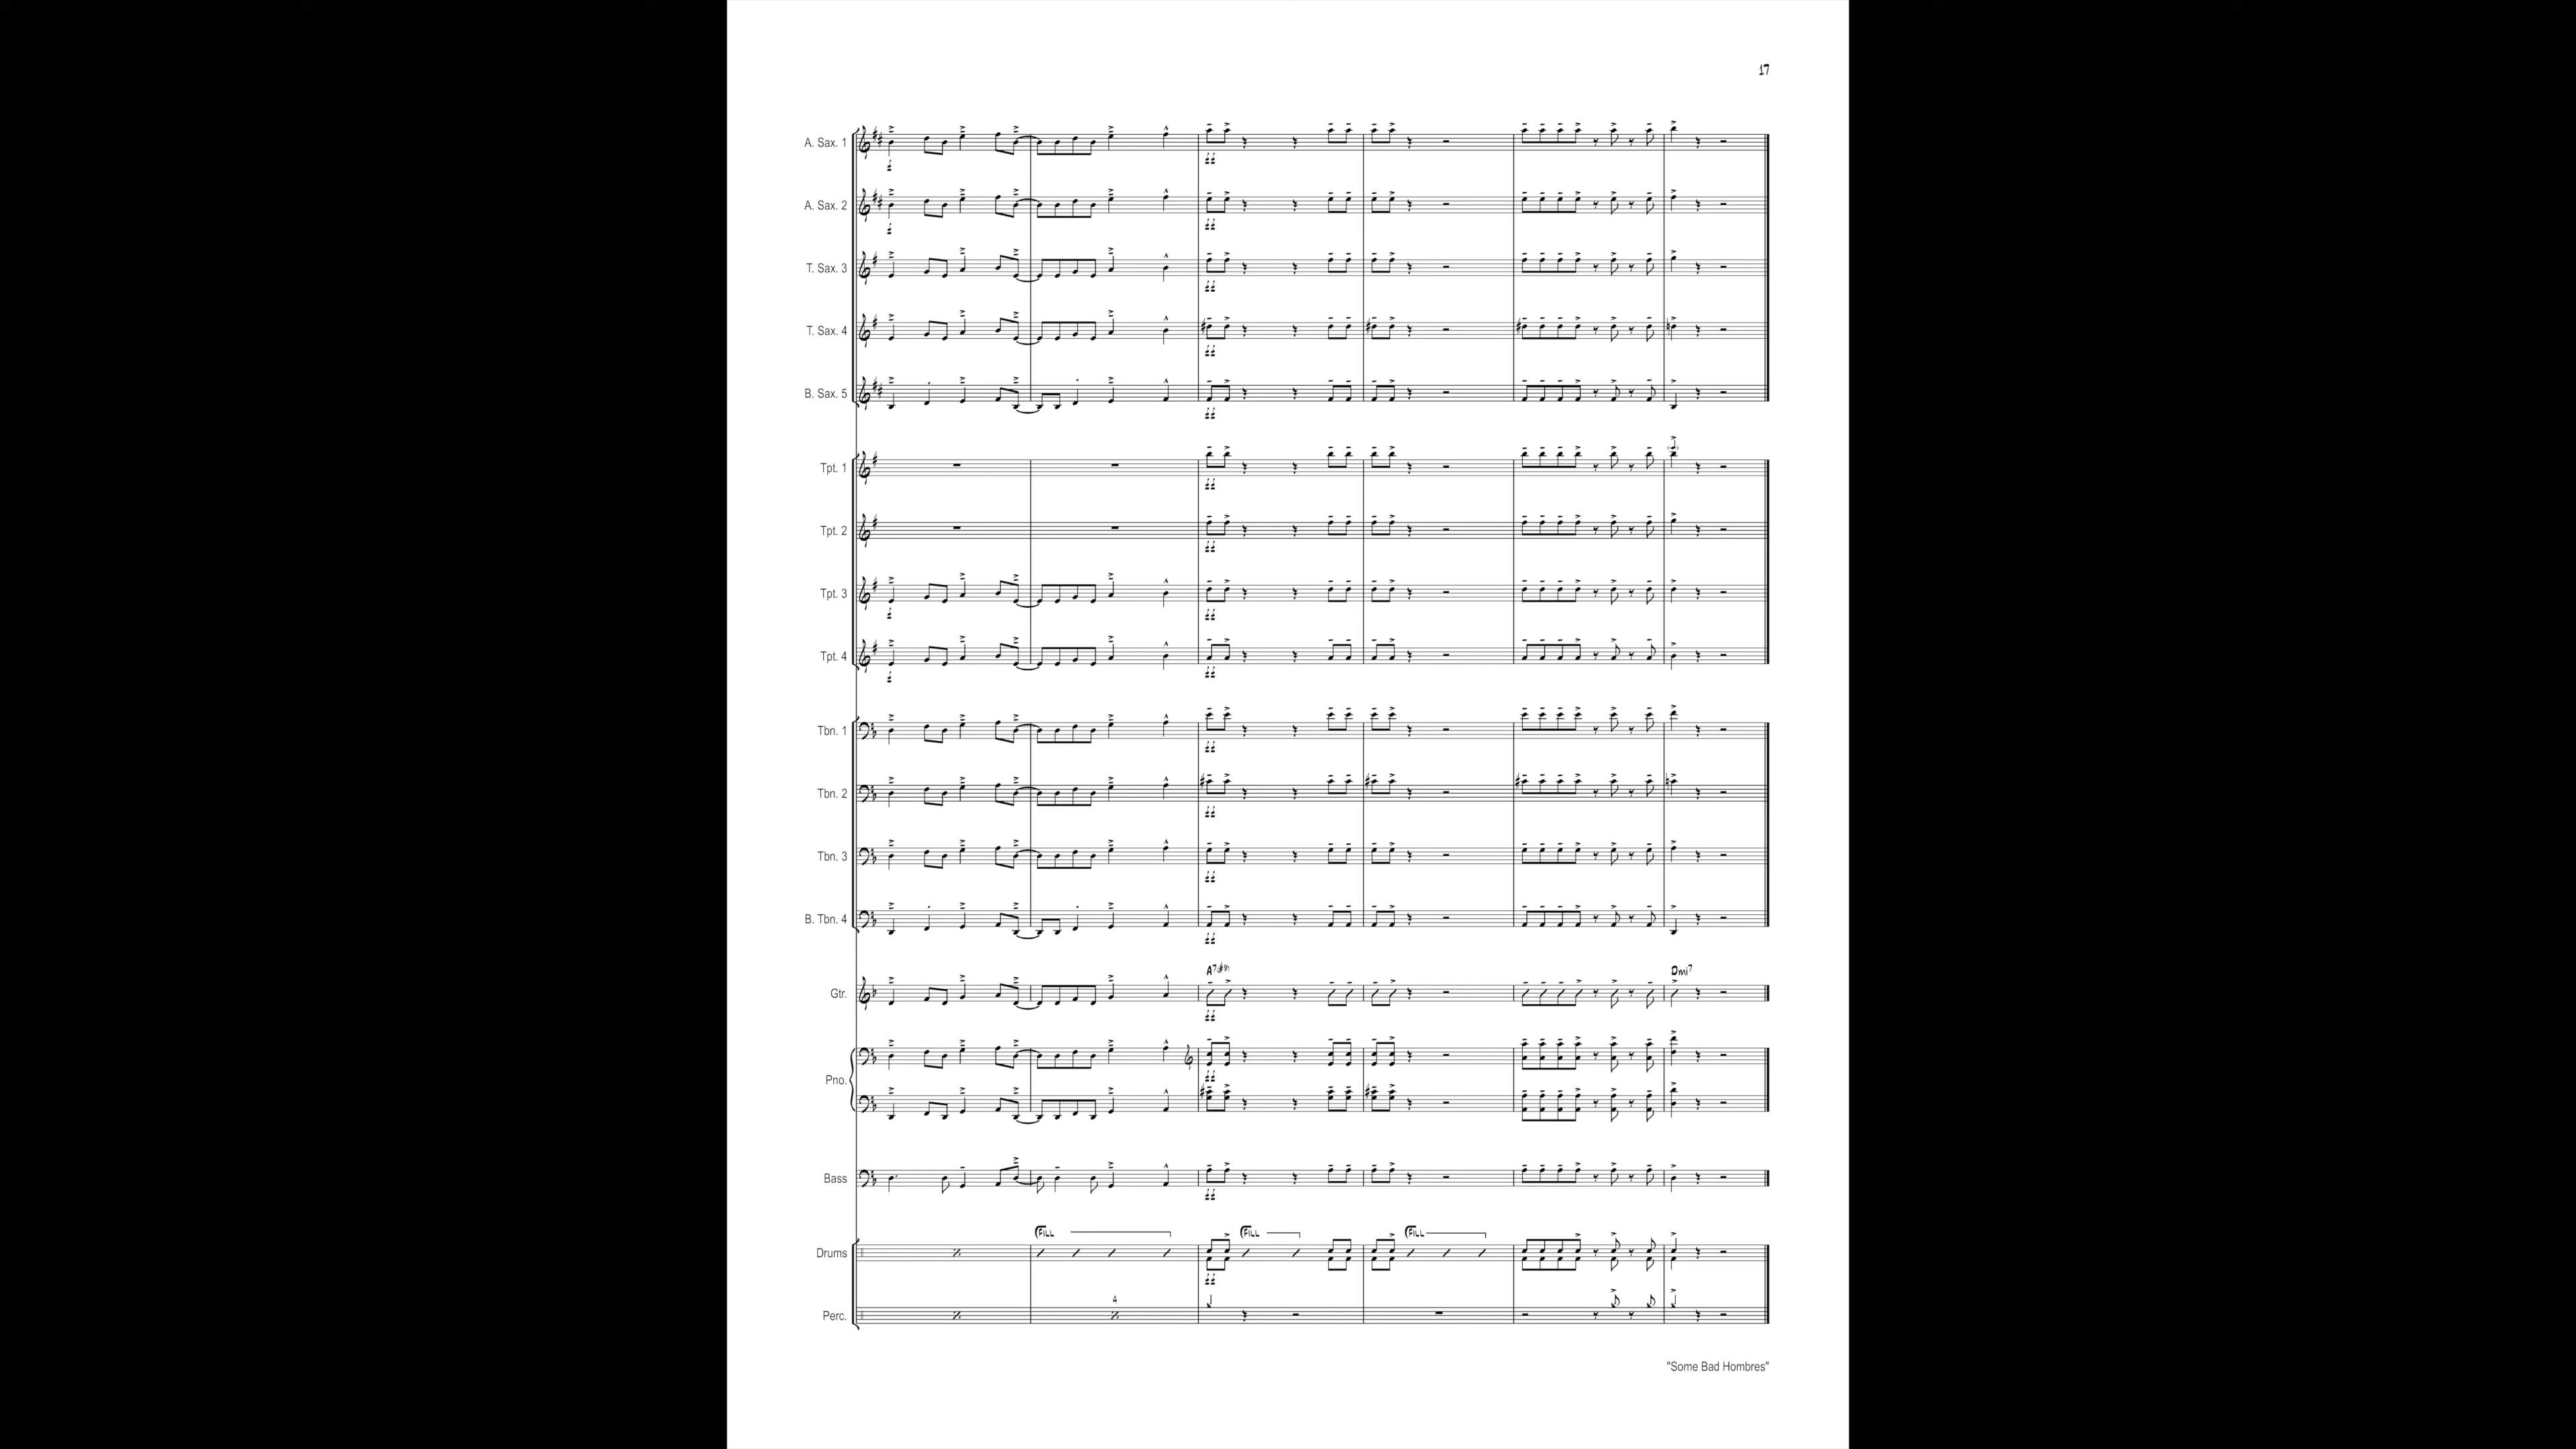 17
A. Sax. 1
A. Sax. 2
T. Sax. 3
T. Sax. 4
B. Sax. 5
Tpt. 1
Tpt. 2
Tpt. 3
Tpt. 4
Tbn. 1
Tbn. 2
Tbn. 3
B. Tbn. 4
Dmi7
Gtr.
Pno.
Bass
FILL FILL FILL
Drums
4
Perc.
"Some Bad Hombres"